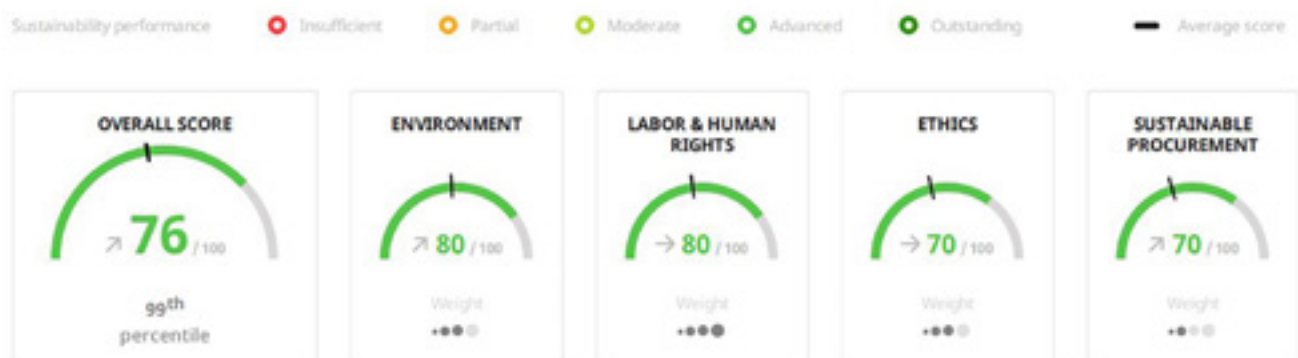 Sustainability performance Insufficient Partial Moderate Advanced Outstanding Average score
OVERALL SCORE
76 / 100
99th
percentile
ENVIRONMENT
80 / 100
Weight
LABOR & HUMAN
RIGHTS
80 / 100
Weight
ETHICS
70 / 100
Weight
SUSTAINABLE
PROCUREMENT
70 / 100
Weight